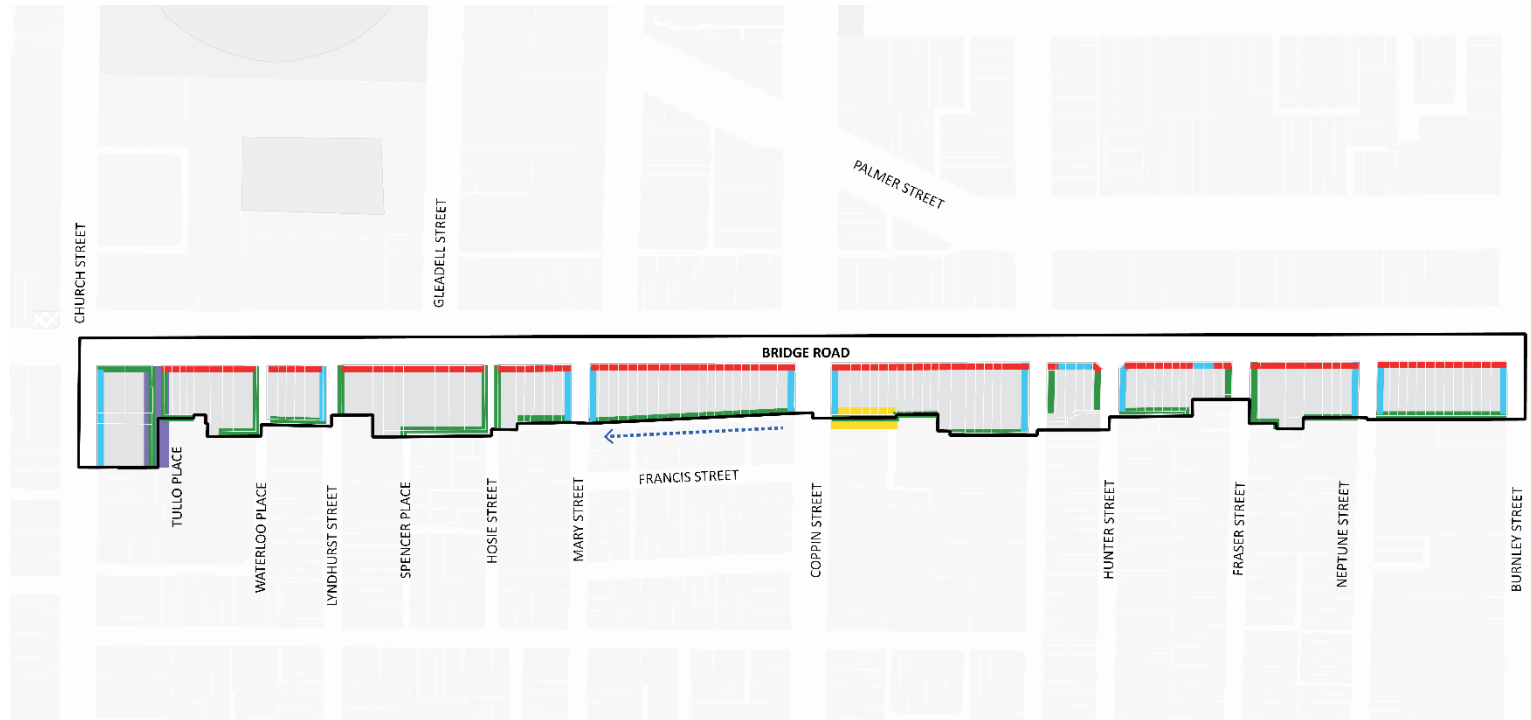 PALMER STREET
CHURCH STREET
GLEADELL STREET
BRIDGE ROAD
TULLO PLACE
WATERLOO PLACE
LYNDHURST STREET
SPENCER PLACE
HOSIE STREET
MARY STREET
FRANCIS STREET
COPPIN STREET
HUNTER STREET
FRASER STREET
NEPTUNE STREET
BURNLEY STREET